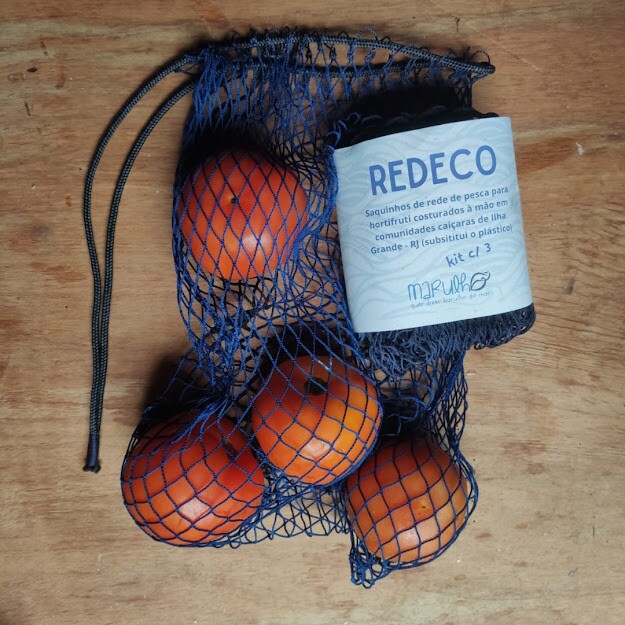 REDECO
Saquinhos de rede de pesca para
hortifruti costurados à mão em
comunidades caiçaras de Ilha
Grande - RJ (subsititui o plástico)
kit c/ 3
marulho